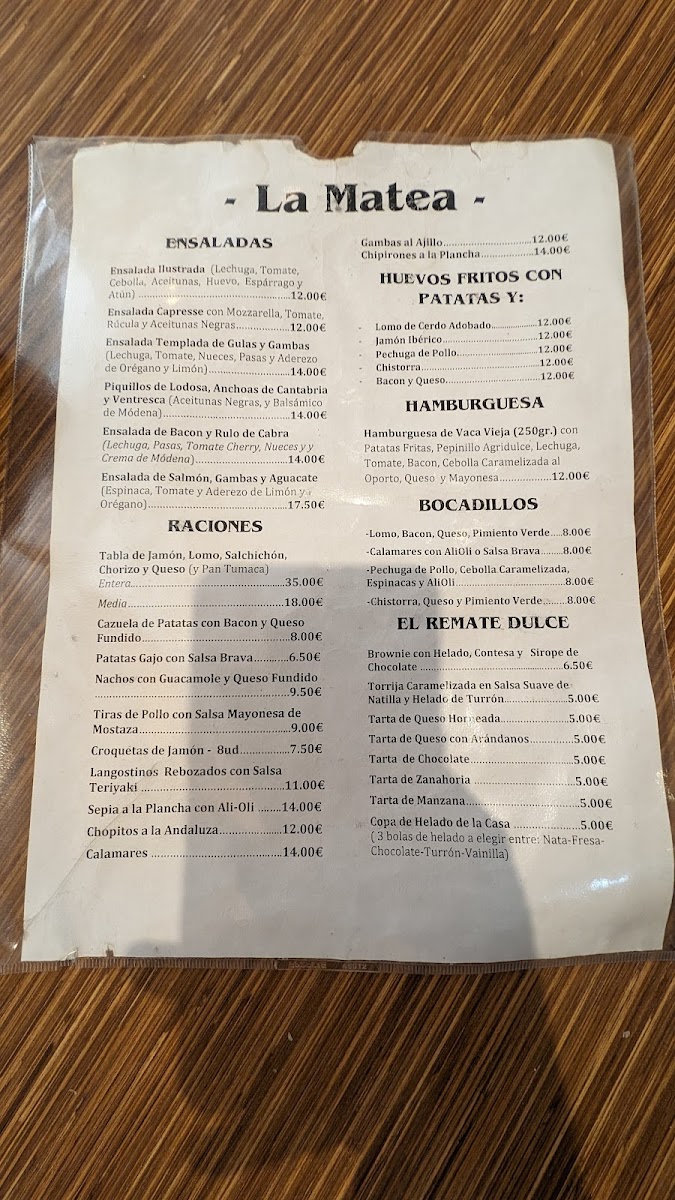 - La Matea -
ENSALADAS
Ensalada Ilustrada (Lechuga, Tomate,
Cebolla, Aceitunas, Huevo, Espárrago y
Atún) ........................................12.00€
Ensalada Capresse con Mozzarella, Tomate,
Rúcula y Aceitunas Negras......................12.00€
Ensalada Templada de Gulas y Gambas
(Lechuga, Tomate, Nueces, Pasas y Aderezo
de Orégano y Limón)...........................14.00€
Piquillos de Lodosa, Anchoas de Cantabria
y Ventresca (Aceitunas Negras, y Balsámico
de Módena)....................................14.00€
Ensalada de Bacon y Rulo de Cabra
(Lechuga, Pasas, Tomate Cherry, Nueces y y
Crema de Módena)..............................14.00€
Ensalada de Salmón, Gambas y Aguacate
(Espinaca, Tomate y Aderezo de Limón y
Orégano)......................................17.50€
RACIONES
Tabla de Jamón, Lomo, Salchichón,
Chorizo y Queso (y Pan Tumaca)
Entera........................................35.00€
Media.........................................18.00€
Cazuela de Patatas con Bacon y Queso
Fundido.......................................8.00€
Patatas Gajo con Salsa Brava...........6.50€
Nachos con Guacamole y Queso Fundido
..............................................9.50€
Tiras de Pollo con Salsa Mayonesa de
Mostaza.......................................9.00€
Croquetas de Jamón - 8ud................7.50€
Langostinos Rebozados con Salsa
Teriyaki .....................................11.00€
Sepia a la Plancha con Ali-Oli .......14.00€
Chopitos a la Andaluza..................12.00€
Calamares ....................................14.00€
Gambas al Ajillo..............................12.00€
Chipirones a la Plancha.......................14.00€
HUEVOS FRITOS CON
PATATAS Y:
- Lomo de Cerdo Adobado..............12.00€
- Jamón Ibérico.............................12.00€
- Pechuga de Pollo..........................12.00€
- Chistorra.................................12.00€
- Bacon y Queso.............................12.00€
HAMBURGUESA
Hamburguesa de Vaca Vieja (250gr.) con
Patatas Fritas, Pepinillo Agridulce, Lechuga,
Tomate, Bacon, Cebolla Caramelizada al
Oporto, Queso y Mayonesa......................12.00€
BOCADILLOS
-Lomo, Bacon, Queso, Pimiento Verde....8.00€
-Calamares con AliOli o Salsa Brava.......8.00€
-Pechuga de Pollo, Cebolla Caramelizada,
Espinacas y AliOli............................8.00€
-Chistorra, Queso y Pimiento Verde.......8.00€
EL REMATE DULCE
Brownie con Helado, Contesa y Sirope de
Chocolate ....................................6.50€
Torrija Caramelizada en Salsa Suave de
Natilla y Helado de Turrón....................5.00€
Tarta de Queso Horneada.......................5.00€
Tarta de Queso con Arándanos.............5.00€
Tarta de Chocolate............................5.00€
Tarta de Zanahoria ...........................5.00€
Tarta de Manzana..............................5.00€
Copa de Helado de la Casa ..................5.00€
( 3 bolas de helado a elegir entre: Nata-Fresa-
Chocolate-Turrón-Vainilla)